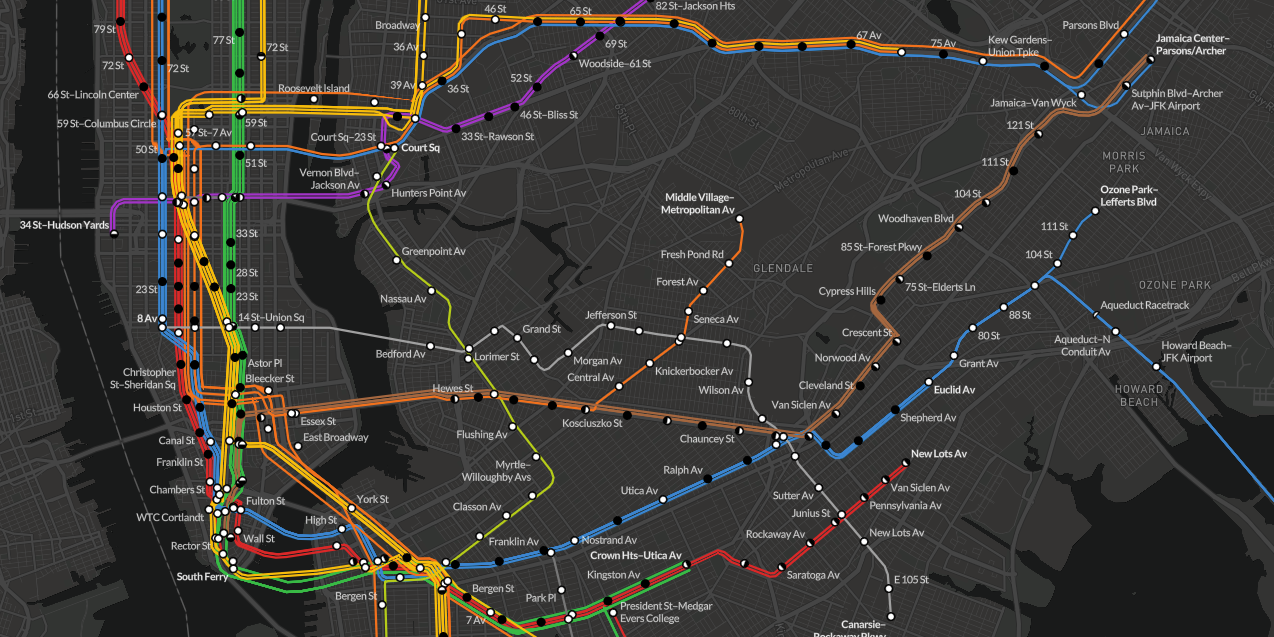 79 St
72 St
77 St
72 St
72 St
66 St–Lincoln Center
59 St–Columbus Circle
50 St
59 St
51 St
Roosevelt Island
Broadway
36 Av
39 Av
36 St
46 St
65 St
82 St–Jackson Hts
69 St
Woodside–61 St
52 St
46 St–Bliss St
33 St–Rawson St
67 Av
75 Av
Kew Gardens–
Union Tpke
Parsons Blvd
Jamaica Center–
Parsons/Archer
Sutphin Blvd–Archer
Av–JFK Airport
Jamaica–Van Wyck
121 St
JAMAICA
111 St
MORRIS
PARK
104 St
Woodhaven Blvd
85 St–Forest Pkwy
75 St–Elderts Ln
Cypress Hills
Crescent St
Norwood Av
Cleveland St
Van Siclen Av
Ozone Park–
Lefferts Blvd
111 St
104 St
OZONE PARK
88 St
80 St
Grant Av
Euclid Av
Shepherd Av
Aqueduct Racetrack
Aqueduct–N
Conduit Av
Howard Beach–
JFK Airport
HOWARD
BEACH
Van Wyck Expy
Metropolitan Ave
80th St
Court Sq–23 St
Court Sq
Vernon Blvd–
Jackson Av
Hunters Point Av
34 St–Hudson Yards
33 St
28 St
23 St
23 St
8 Av
14 St–Union Sq
Greenpoint Av
Nassau Av
Bedford Av
Lorimer St
Grand St
Jefferson St
Morgan Av
Central Av
Knickerbocker Av
Wilson Av
Middle Village–
Metropolitan Av
Fresh Pond Rd
Forest Av
Seneca Av
GLENDALE
Astor Pl
Bleecker St
Christopher
St–Sheridan Sq
Houston St
Canal St
Franklin St
Chambers St
WTC Cortlandt
Rector St
South Ferry
Essex St
East Broadway
Fulton St
Wall St
High St
York St
Hewes St
Flushing Av
Myrtle–
Willoughby Avs
Classon Av
Franklin Av
Nostrand Av
Kosciuszko St
Chauncey St
Ralph Av
Utica Av
Crown Hts–Utica Av
Kingston Av
President St–Medgar
Evers College
Park Pl
Bergen St
Bergen St
7 Av
Sutter Av
Junius St
Rockaway Av
Saratoga Av
New Lots Av
Van Siclen Av
Pennsylvania Av
New Lots Av
E 105 St
Canarsie–
Rockaway Pkwy